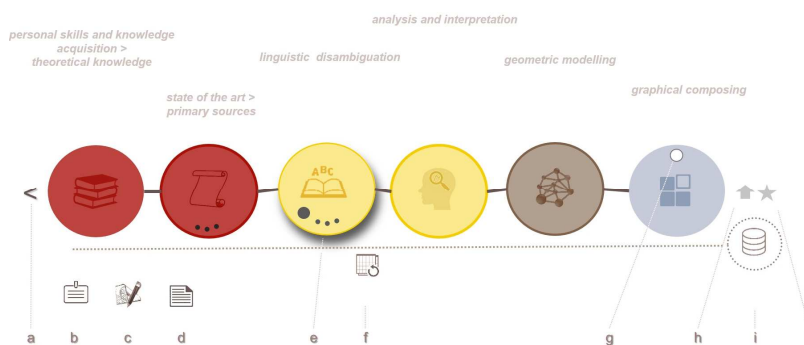 analysis and interpretation
personal skills and knowledge
acquisition >
theoretical knowledge
linguistic disambiguation
geometric modelling
state of the art >
primary sources
graphical composing
<
ABC
a
b
c
d
e
f
g
h
i